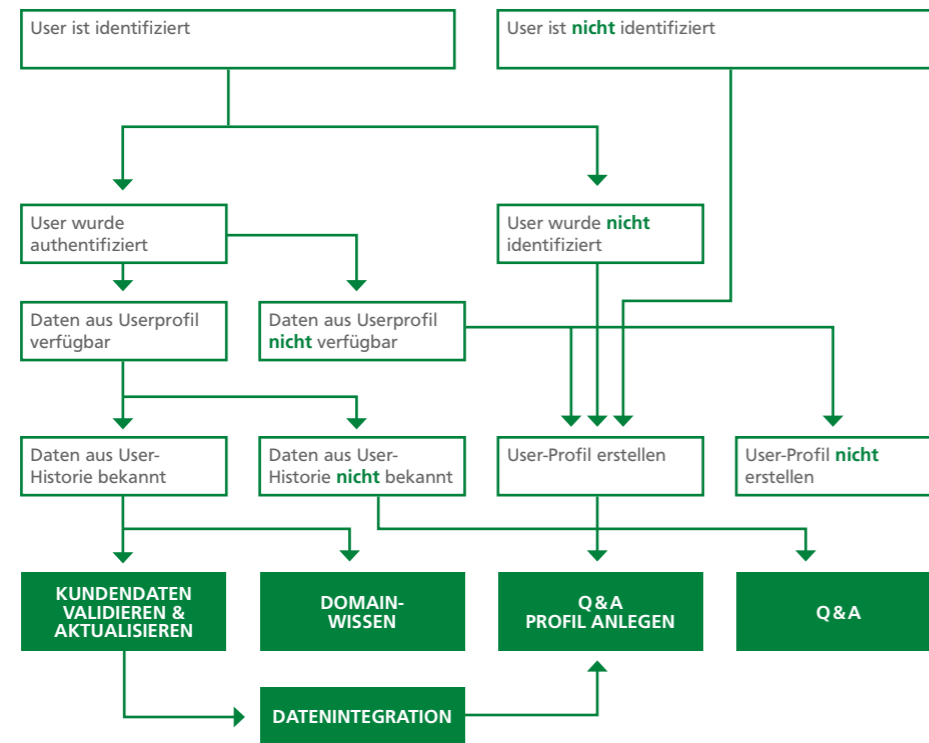 User ist identifiziert
User ist nicht identifiziert
User wurde
authentifiziert
User wurde nicht
identifiziert
Daten aus Userprofil
verfügbar
Daten aus Userprofil
nicht verfügbar
Daten aus User-
Historie bekannt
Daten aus User-
Historie nicht bekannt
User-Profil erstellen
User-Profil nicht
erstellen
KUNDENDATEN
VALIDIEREN &
AKTUALISIEREN
DOMAIN-
WISSEN
Q & A
PROFIL ANLEGEN
Q & A
DATENINTEGRATION